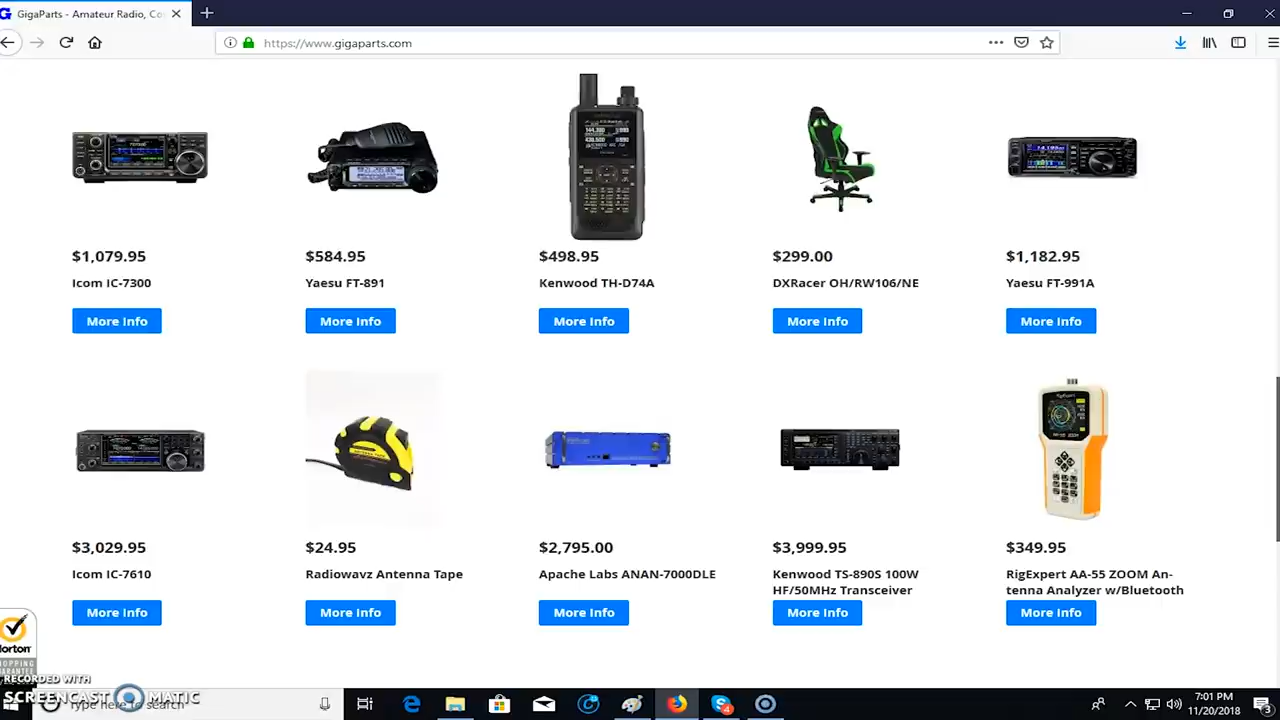 GigaParts - Amateur Radio, Co
https://www.gigaparts.com
$1,079.95
$584.95
$498.95
$299.00
$1,182.95
Icom IC-7300
Yaesu FT-891
Kenwood TH-D74A
DXRacer OH/RW106/NE
Yaesu FT-991A
More Info
More Info
More Info
More Info
More Info
$3,029.95
$24.95
$2,795.00
$3,999.95
$349.95
Icom IC-7610
Radiowavz Antenna Tape
Apache Labs ANAN-7000DLE
Kenwood TS-890S 100W
HF/50MHz Transceiver
RigExpert AA-55 ZOOM An-
tenna Analyzer w/Bluetooth
More Info
More Info
More Info
More Info
More Info
Norton
SHOPPING
GUARANTEE
RECORDED WITH
SCREENCAST MATIC
Type here to search
7:01 PM
11/20/2018